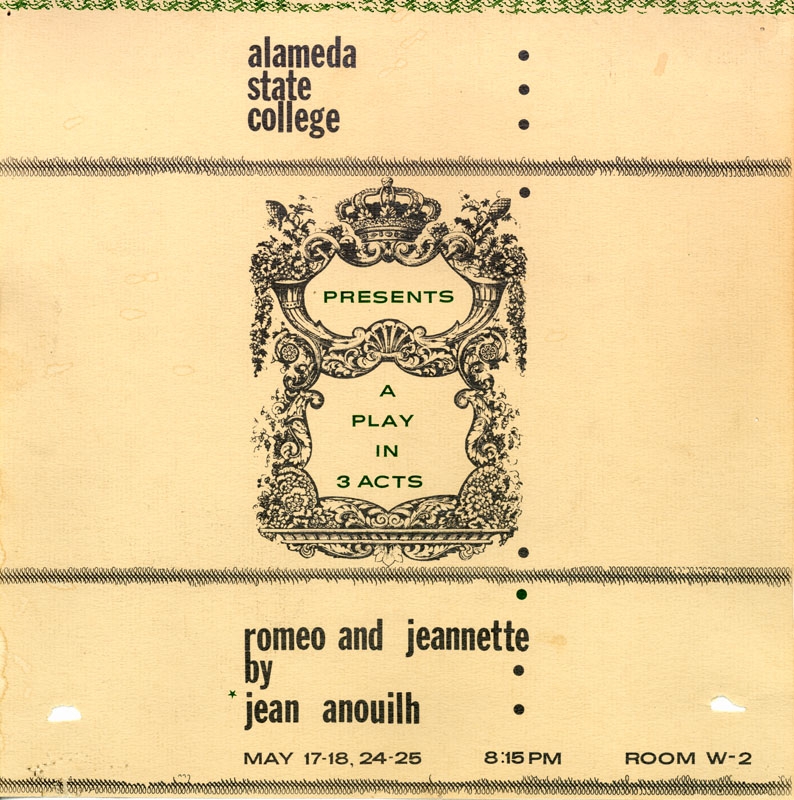 alameda
state
college
PRESENTS
A
PLAY
IN
3 ACTS
romeo and jeannette
by
* jean anouilh
MAY 17-18, 24-25 8:15 PM ROOM W-2